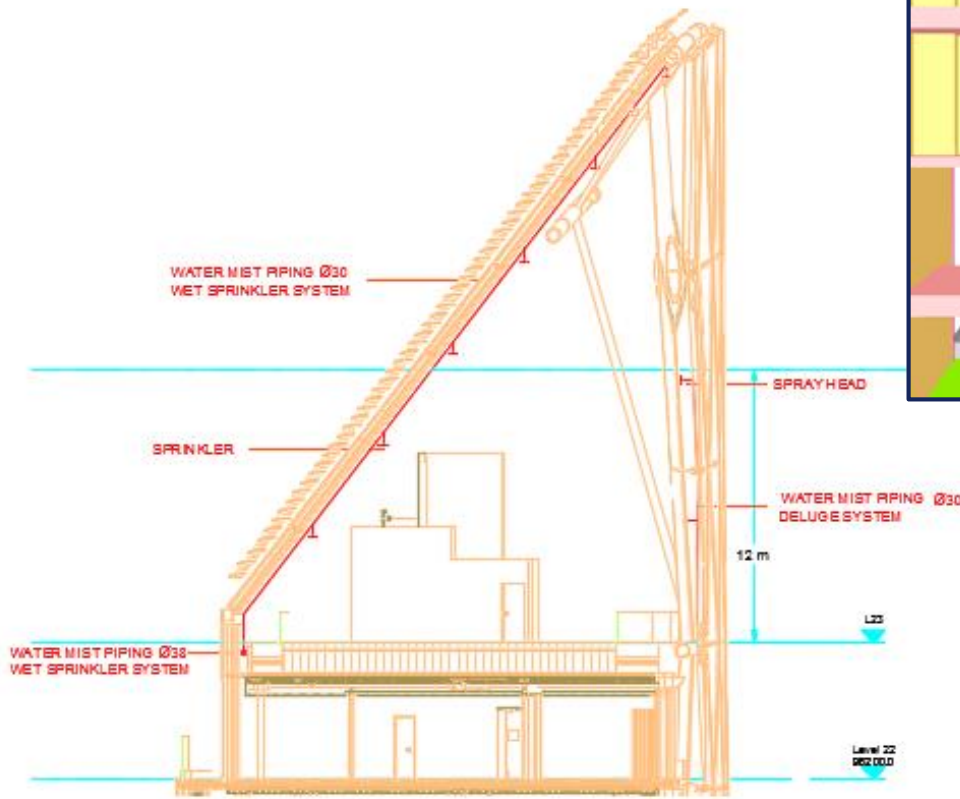 WATER MIST PIPING Ø30
WET SPRINKLER SYSTEM
SPRAY HEAD
SPRINKLER
WATER MIST PIPING Ø30
DELUGE SYSTEM
12 m
L23
WATER MIST PIPING Ø38
WET SPRINKLER SYSTEM
Level 22